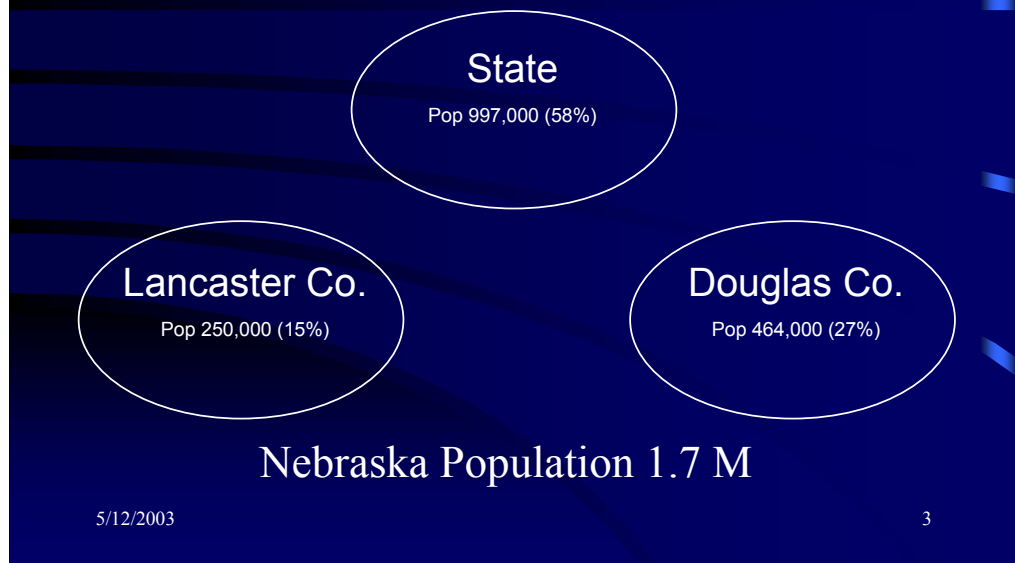 State
Pop 997,000 (58%)
Lancaster Co.
Pop 250,000 (15%)
Douglas Co.
Pop 464,000 (27%)
Nebraska Population 1.7 M
5/12/2003
3